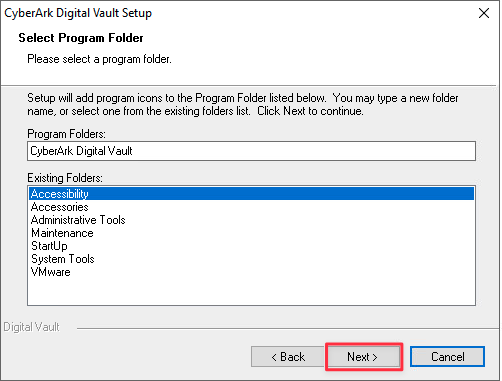 CyberArk Digital Vault Setup
Select Program Folder
Please select a program folder.
Setup will add program icons to the Program Folder listed below. You may type a new folder
name, or select one from the existing folders list. Click Next to continue.
Program Folders:
CyberArk Digital Vault
Existing Folders:
Accessibility
Accessories
Administrative Tools
Maintenance
StartUp
System Tools
VMware
Digital Vault
< Back
Next >
Cancel